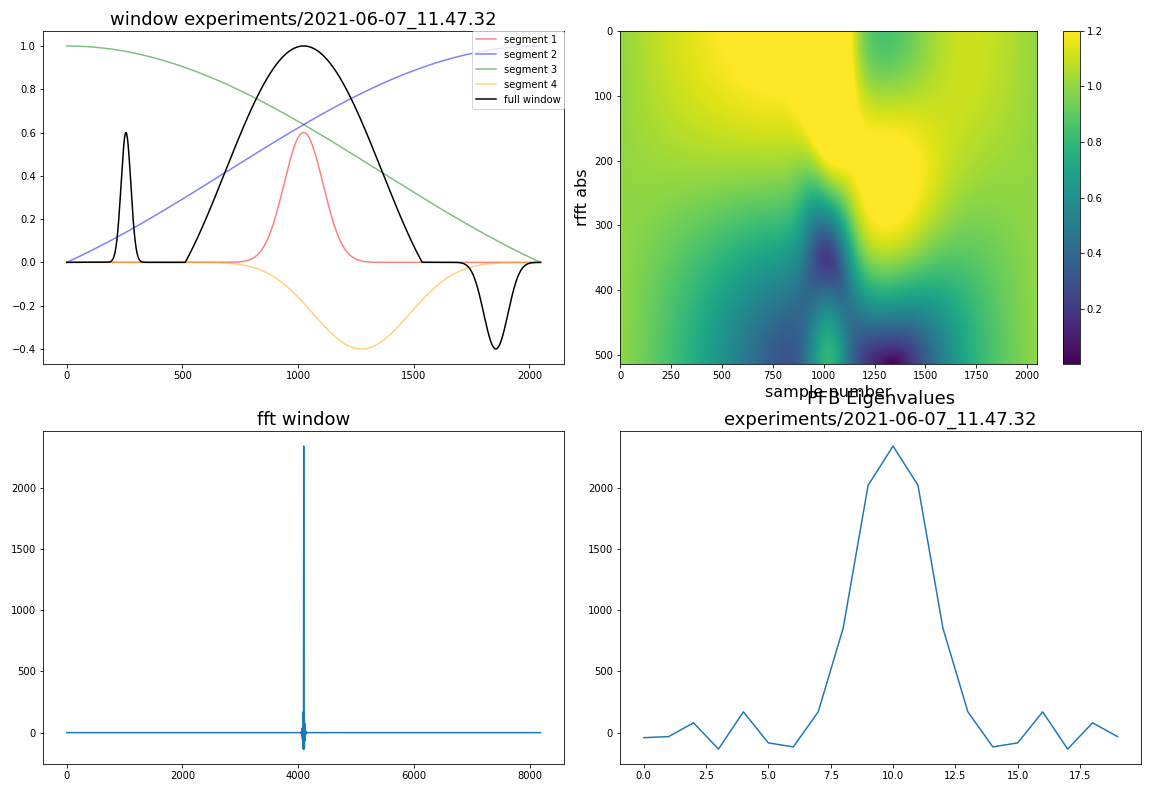 window experiments/2021-06-07_11.47.32
segment 1
segment 2
segment 3
segment 4
full window
1.0
0.8
0.6
0.4
0.2
0.0
−0.2
−0.4
0 500 1000 1500 2000
rfft abs
0
100
200
300
400
500
0 250 500 750 1000 1250 1500 1750 2000
sample number
1.2
1.0
0.8
0.6
0.4
0.2
fft window
2000
1500
1000
500
0
0 2000 4000 6000 8000
PFB Eigenvalues
experiments/2021-06-07_11.47.32
2000
1500
1000
500
0
0.0 2.5 5.0 7.5 10.0 12.5 15.0 17.5